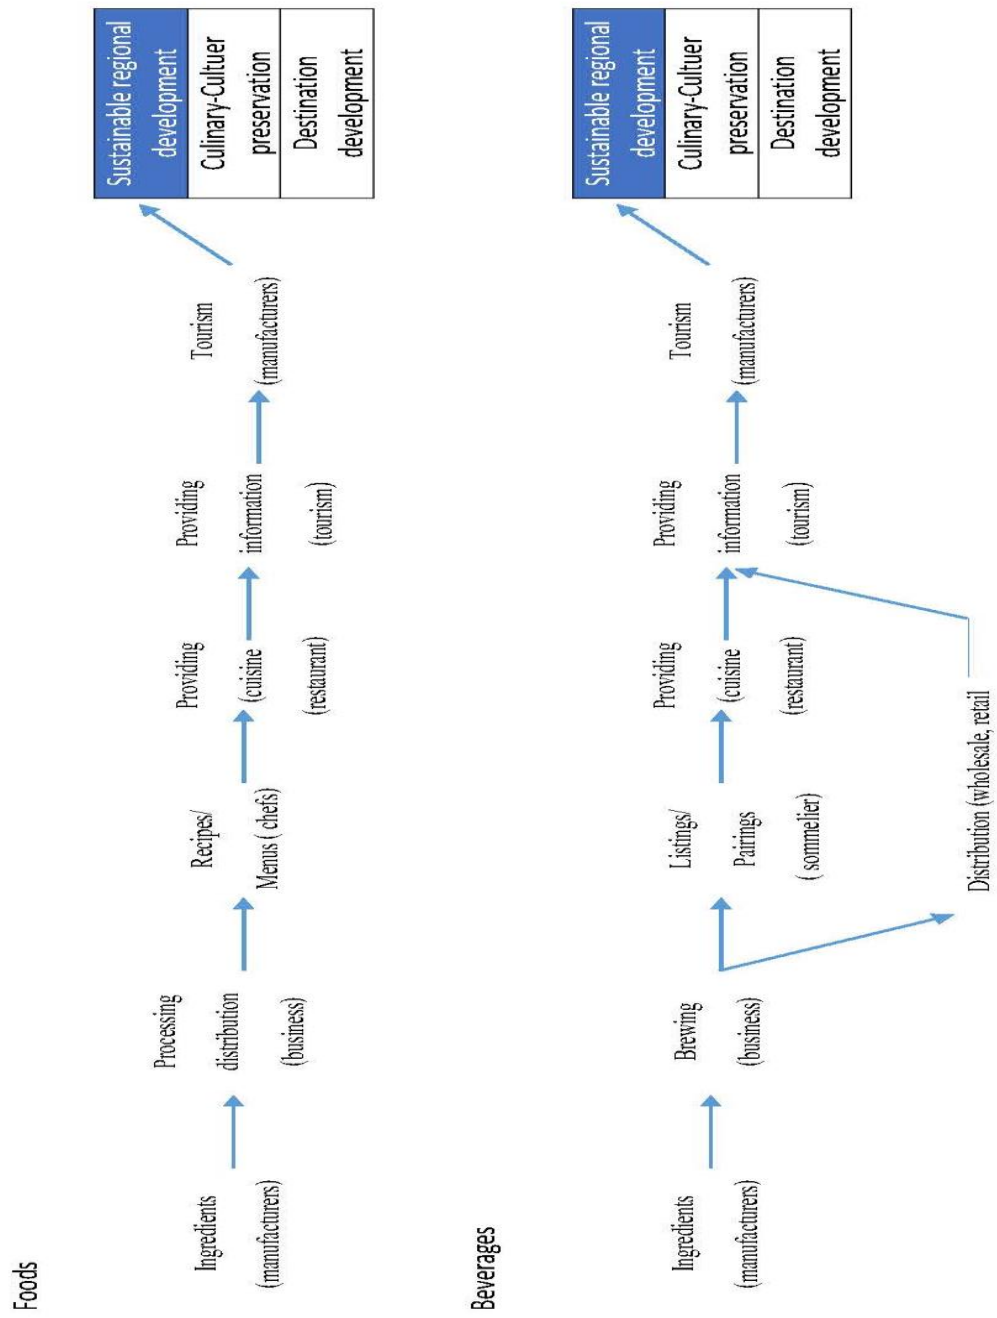 Foods
Ingredients
(manufacturers)
Processing
distribution
(business)
Recipes/
Menus ( chefs)
Providing
(cuisine
(restaurant)
Providing
information
(tourism)
Tourism
(manufacturers)
Sustainable regional
development
Culinary-Cultuer
preservation
Destination
development
Beverages
Ingredients
(manufacturers)
Brewing
(business)
Listings/
Pairings
( sommelier)
Providing
(cuisine
(restaurant)
Providing
information
(tourism)
Tourism
(manufacturers)
Distribution (wholesale, retail
Sustainable regional
development
Culinary-Cultuer
preservation
Destination
development